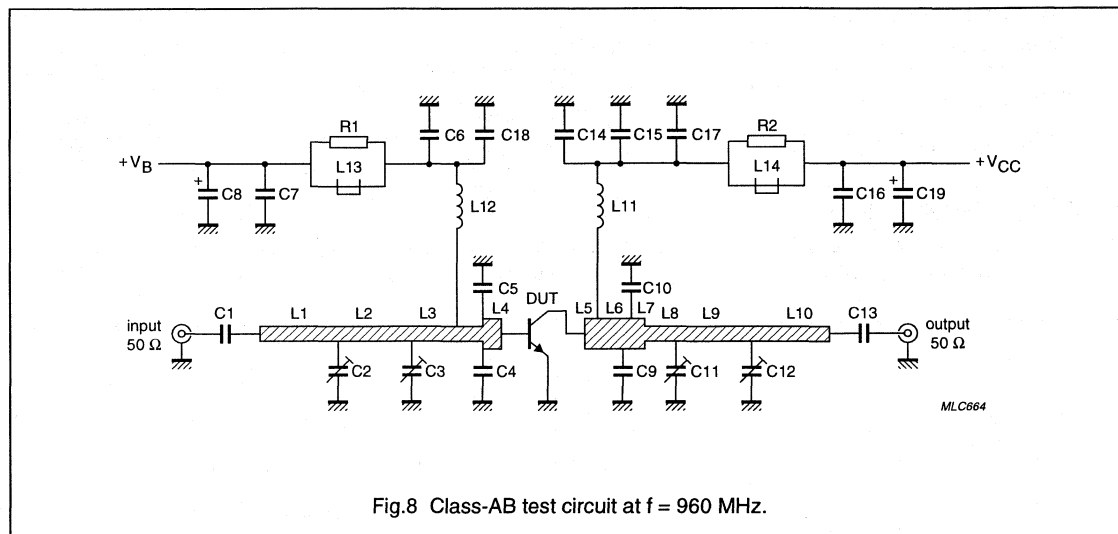 C6 C18 C14 C15 C17
R1 R2
+VB L13 L14 +VCC
+ C8 C7 L12 L11 C16 + C19
C5 DUT C10
C1 L1 L2 L3 L4 L5 L6 L7 L8 L9 L10 C13
input 50 Ω
output 50 Ω
C2 C3 C4 C9 C11 C12
MLC664
Fig.8 Class-AB test circuit at f = 960 MHz.